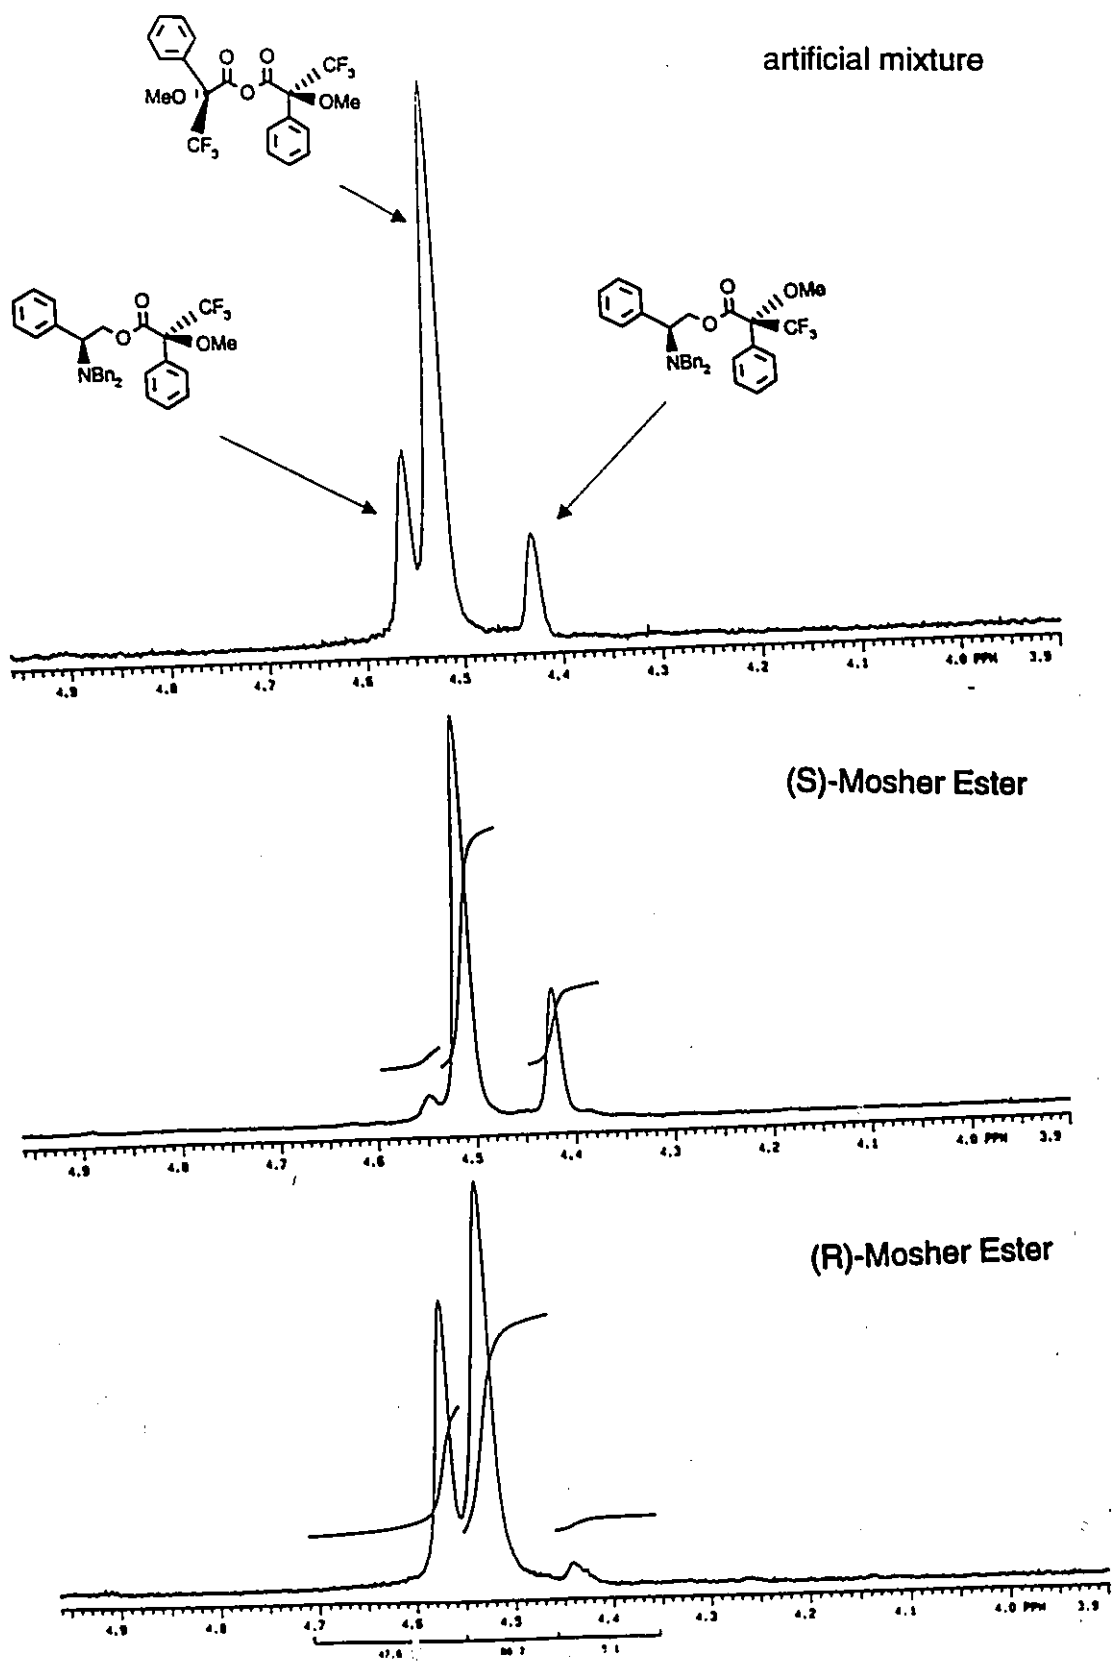 artificial mixture
O O
CF₃
MeO O OMe
CF₃
O
CF₃
O
OMe
NBn₂
O
OMe
O
CF₃
NBn₂
4.9 4.8 4.7 4.6 4.5 4.4 4.3 4.2 4.1 4.0 PPM 3.9
(S)-Mosher Ester
4.9 4.8 4.7 4.6 4.5 4.4 4.3 4.2 4.1 4.0 PPM 3.9
(R)-Mosher Ester
4.9 4.8 4.7 4.6 4.5 4.4 4.3 4.2 4.1 4.0 PPM 3.9